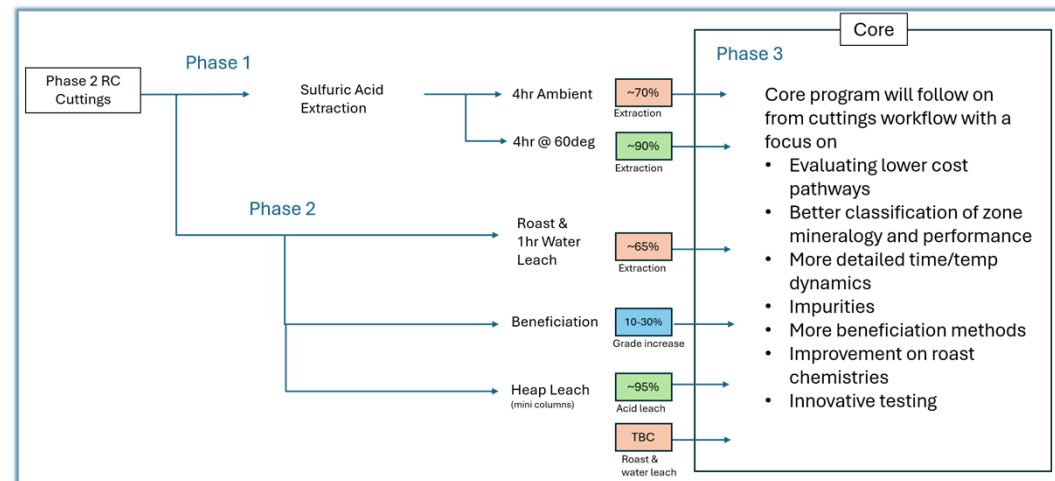 Core
Phase 1
Phase 3
Phase 2 RC
Cuttings
Sulfuric Acid
Extraction
4hr Ambient
~70%
Extraction
4hr @ 60deg
~90%
Extraction
Phase 2
Roast &
1hr Water
Leach
~65%
Extraction
Beneficiation
10-30%
Grade increase
Heap Leach
(mini columns)
~95%
Acid leach
TBC
Roast &
water leach
Core program will follow on
from cuttings workflow with a
focus on
• Evaluating lower cost
pathways
• Better classification of zone
mineralogy and performance
• More detailed time/temp
dynamics
• Impurities
• More beneficiation methods
• Improvement on roast
chemistries
• Innovative testing